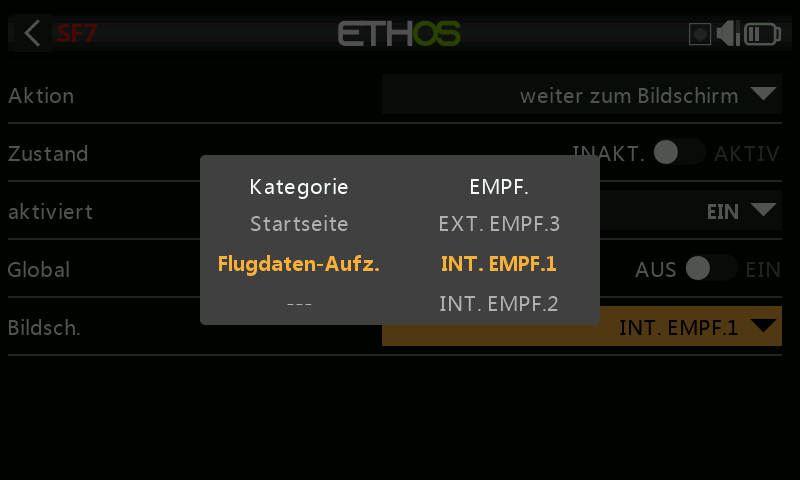 SF7 ETHOS
Aktion weiter zum Bildschirm
Zustand INAKT. AKTIV
aktiviert EIN
Global AUS EIN
Bildsch. INT. EMPF.1
Kategorie EMPF.
Startseite EXT. EMPF.3
Flugdaten-Aufz. INT. EMPF.1
--- INT. EMPF.2